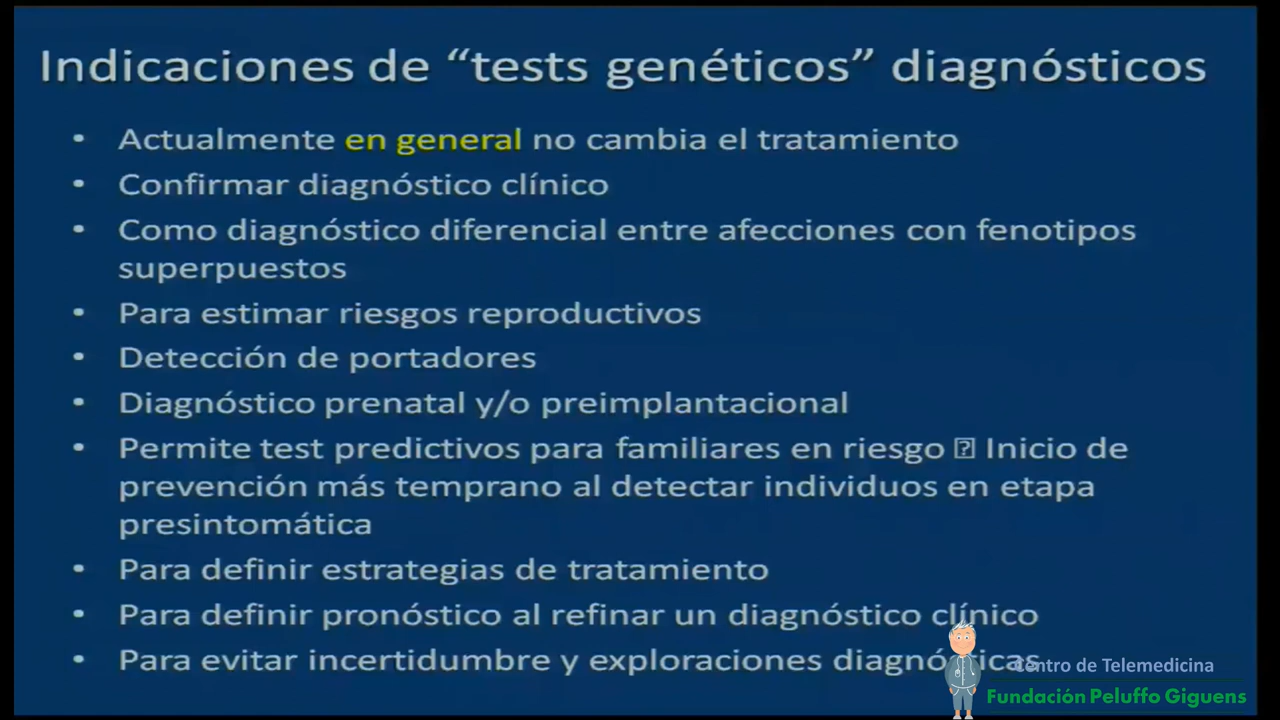 Indicaciones de “tests genéticos” diagnósticos
• Actualmente en general no cambia el tratamiento
• Confirmar diagnóstico clínico
• Como diagnóstico diferencial entre afecciones con fenotipos
superpuestos
• Para estimar riesgos reproductivos
• Detección de portadores
• Diagnóstico prenatal y/o preimplantacional
• Permite test predictivos para familiares en riesgo ⍰ Inicio de
prevención más temprano al detectar individuos en etapa
presintomática
• Para definir estrategias de tratamiento
• Para definir pronóstico al refinar un diagnóstico clínico
• Para evitar incertidumbre y exploraciones diagnósticas
Centro de Telemedicina
Fundación Peluffo Giguens